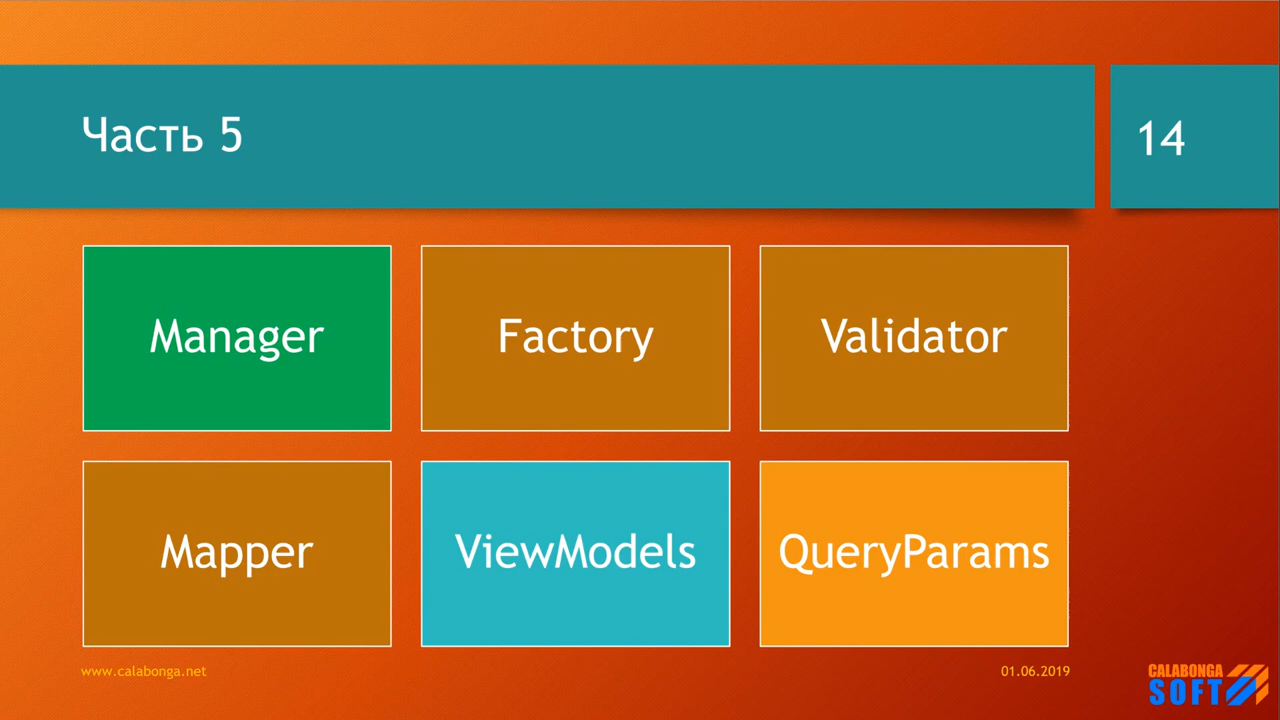 Часть 5
14
Manager
Factory
Validator
Mapper
ViewModels
QueryParams
www.calabonga.net
01.06.2019
CALABONGA
SOFT